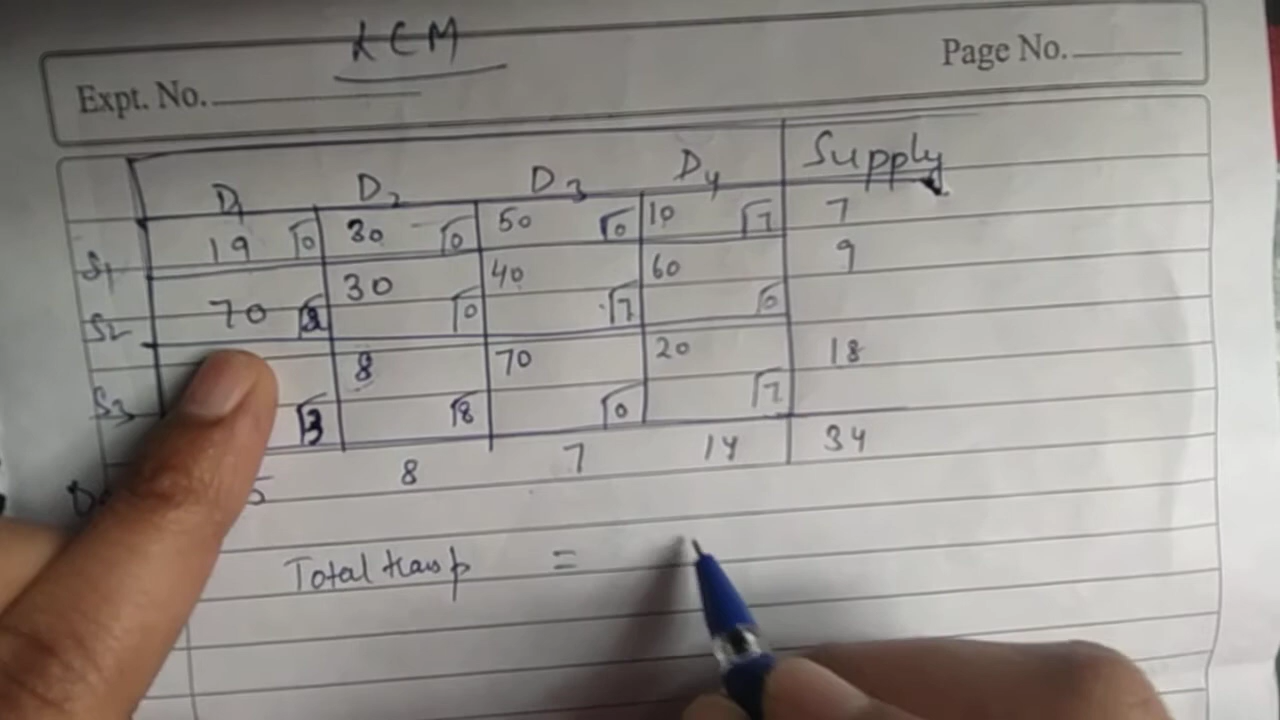 LCM
Expt. No. Page No.
D1 D2 D3 D4 Supply
S1 19 0 30 0 50 0 10 7 7
S2 70 2 30 0 40 7 60 0 9
S3 3 8 8 70 0 20 7 18
5 8 7 14 34
Total transp =